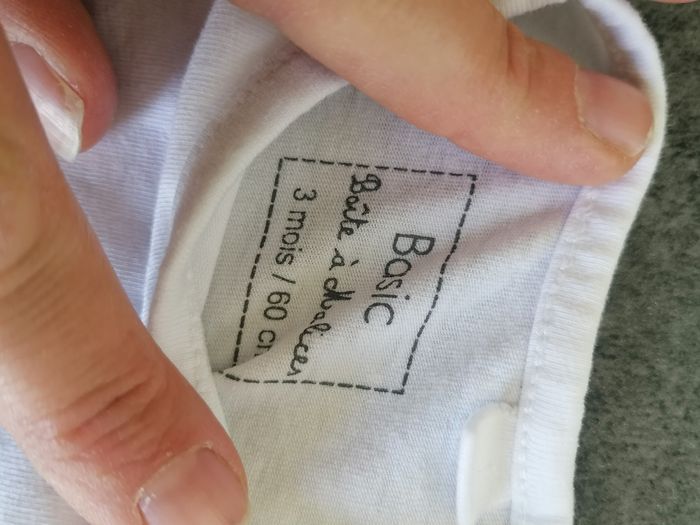 Basic
Boîte à malices
3 mois / 60 c